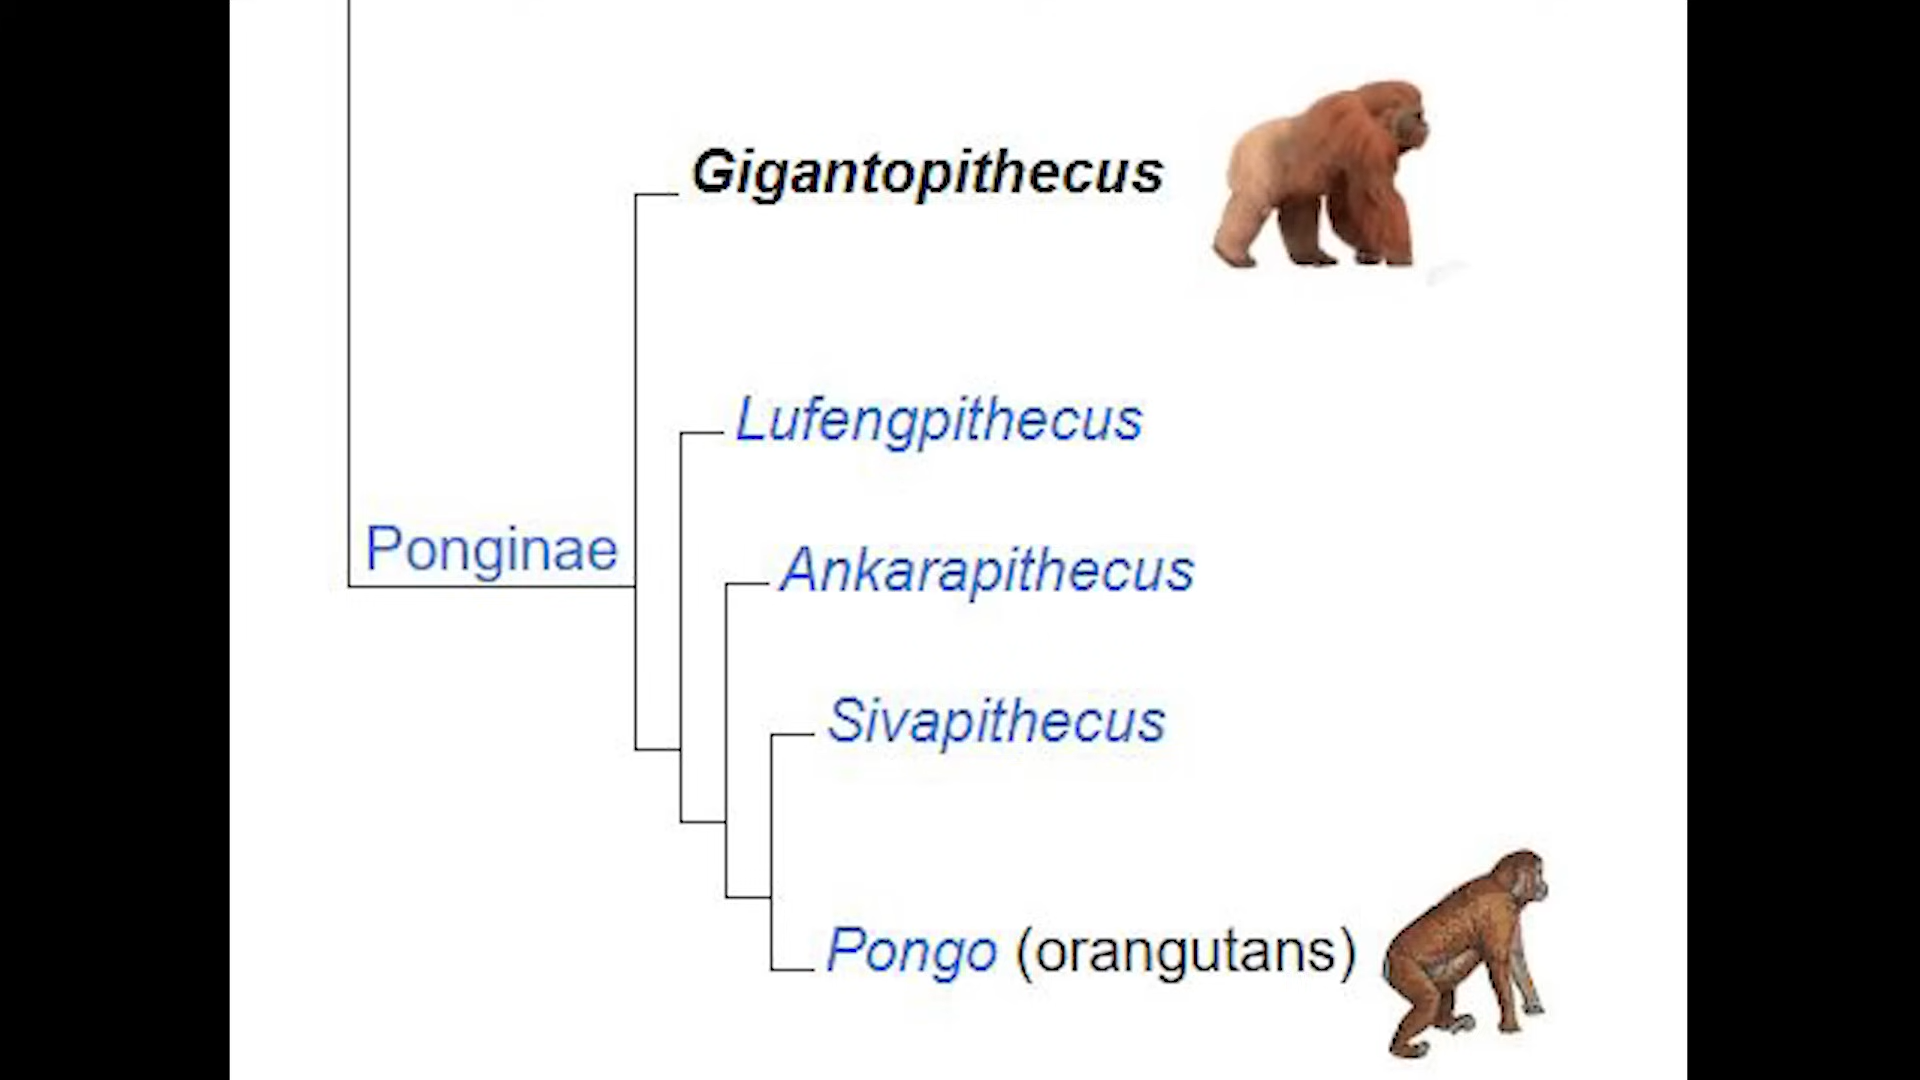 Gigantopithecus
Lufengpithecus
Ponginae
Ankarapithecus
Sivapithecus
Pongo (orangutans)